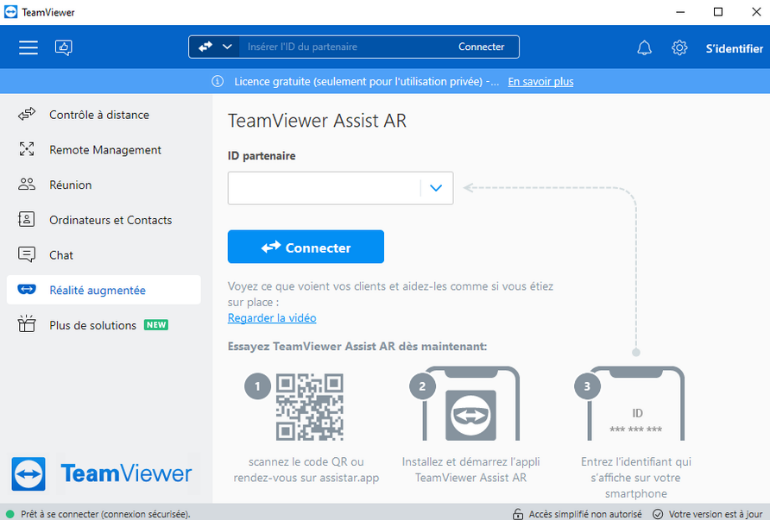 TeamViewer
Insérer l'ID du partenaire
Connecter
S'identifier
Licence gratuite (seulement pour l'utilisation privée) -... En savoir plus
Contrôle à distance
Remote Management
Réunion
Ordinateurs et Contacts
Chat
Réalité augmentée
Plus de solutions NEW
TeamViewer
TeamViewer Assist AR
ID partenaire
Connecter
Voyez ce que voient vos clients et aidez-les comme si vous étiez
sur place :
Regarder la vidéo
Essayez TeamViewer Assist AR dès maintenant:
1
scannez le code QR ou
rendez-vous sur assistar.app
2
Installez et démarrez l'appli
TeamViewer Assist AR
3
ID
*** *** ***
Entrez l'identifiant qui
s'affiche sur votre
smartphone
Prêt à se connecter (connexion sécurisée).
Accès simplifié non autorisé
Votre version est à jour